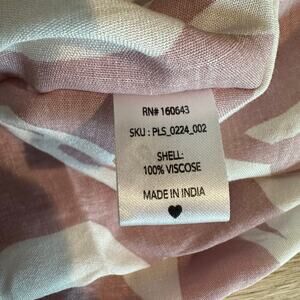 RN# 160643
SKU : PLS_0224_002
SHELL:
100% VISCOSE
MADE IN INDIA